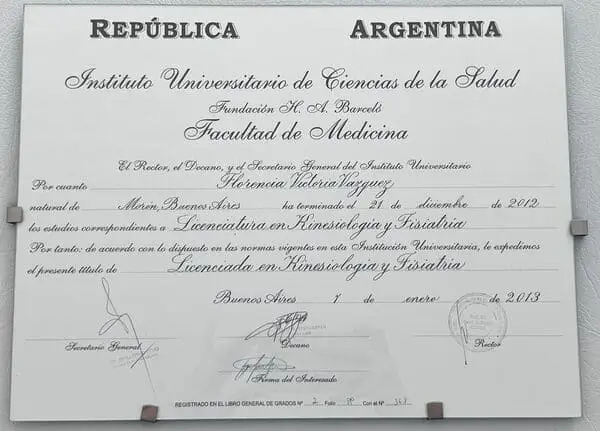 REPÚBLICA ARGENTINA
Instituto Universitario de Ciencias de la Salud
Fundación H. A. Barceló
Facultad de Medicina
El Rector, el Decano, y el Secretario General del Instituto Universitario
Por cuanto Florencia Victoria Vazquez
natural de Morón, Buenos Aires ha terminado el 21 de diciembre de 2012
los estudios correspondientes a Licenciatura en Kinesiología y Fisiatría
Por tanto: de acuerdo con lo dispuesto en las normas vigentes en esta Institución Universitaria, le expedimos
el presente título de Licenciada en Kinesiología y Fisiatría
Buenos Aires 7 de enero de 2013
Secretario General
Decano
Rector
Firma del Interesado
REGISTRADO EN EL LIBRO GENERAL DE GRADOS Nº 2 Folio Con el Nº